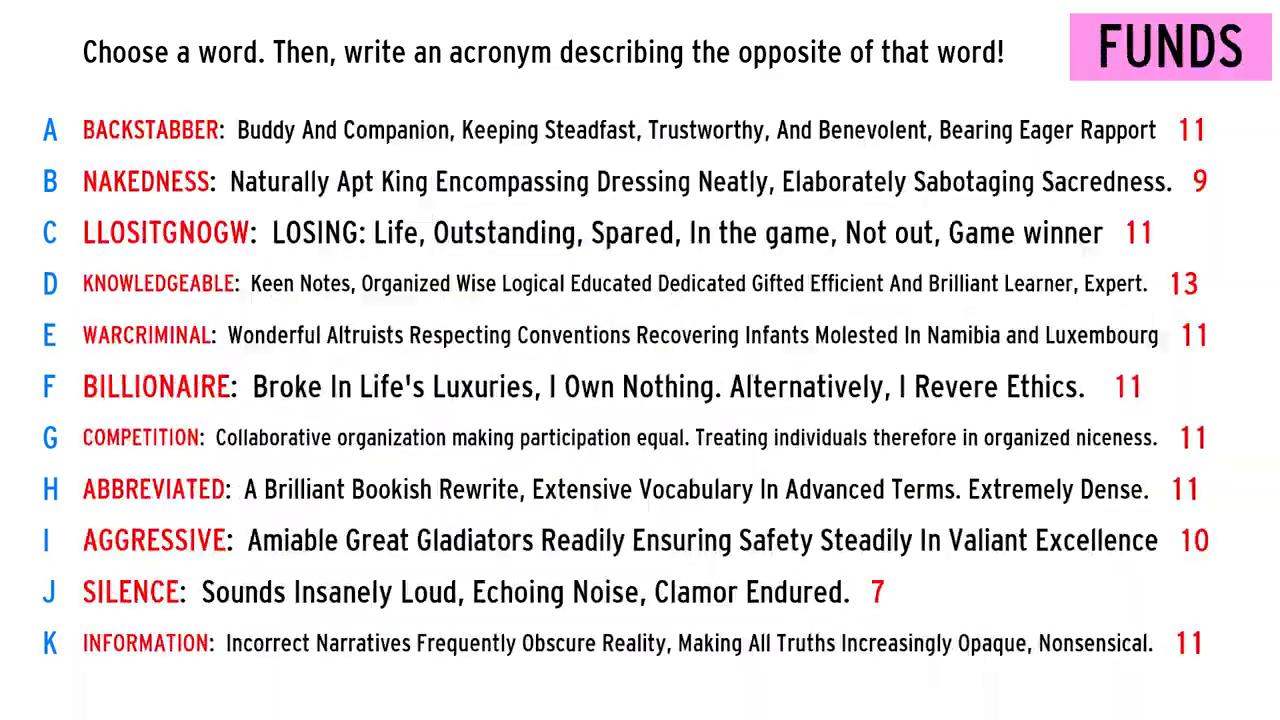 Choose a word. Then, write an acronym describing the opposite of that word!
FUNDS
A BACKSTABBER: Buddy And Companion, Keeping Steadfast, Trustworthy, And Benevolent, Bearing Eager Rapport 11
B NAKEDNESS: Naturally Apt King Encompassing Dressing Neatly, Elaborately Sabotaging Sacredness. 9
C LLOSITGNOGW: LOSING: Life, Outstanding, Spared, In the game, Not out, Game winner 11
D KNOWLEDGEABLE: Keen Notes, Organized Wise Logical Educated Dedicated Gifted Efficient And Brilliant Learner, Expert. 13
E WARCRIMINAL: Wonderful Altruists Respecting Conventions Recovering Infants Molested In Namibia and Luxembourg 11
F BILLIONAIRE: Broke In Life's Luxuries, I Own Nothing. Alternatively, I Revere Ethics. 11
G COMPETITION: Collaborative organization making participation equal. Treating individuals therefore in organized niceness. 11
H ABBREVIATED: A Brilliant Bookish Rewrite, Extensive Vocabulary In Advanced Terms. Extremely Dense. 11
I AGGRESSIVE: Amiable Great Gladiators Readily Ensuring Safety Steadily In Valiant Excellence 10
J SILENCE: Sounds Insanely Loud, Echoing Noise, Clamor Endured. 7
K INFORMATION: Incorrect Narratives Frequently Obscure Reality, Making All Truths Increasingly Opaque, Nonsensical. 11